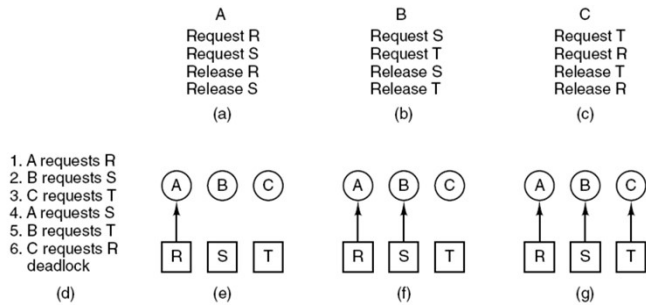 A
Request R
Request S
Release R
Release S
(a)
B
Request S
Request T
Release S
Release T
(b)
C
Request T
Request R
Release T
Release R
(c)
1. A requests R
2. B requests S
3. C requests T
4. A requests S
5. B requests T
6. C requests R
deadlock
(d)
A B C
R S T
(e)
A B C
R S T
(f)
A B C
R S T
(g)